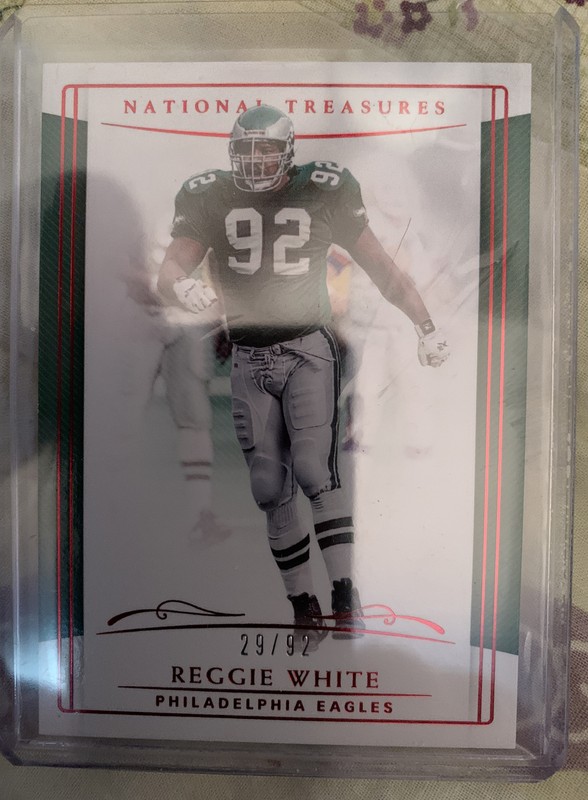 NATIONAL TREASURES
92 92
92
29/92
REGGIE WHITE
PHILADELPHIA EAGLES